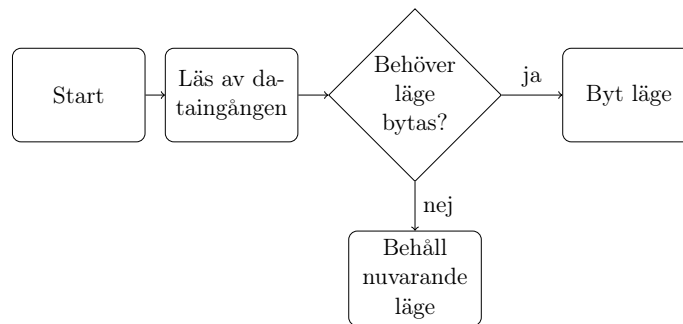 Start
Läs av da-
taingången
Behöver
läge
bytas?
ja
Byt läge
nej
Behåll
nuvarande
läge